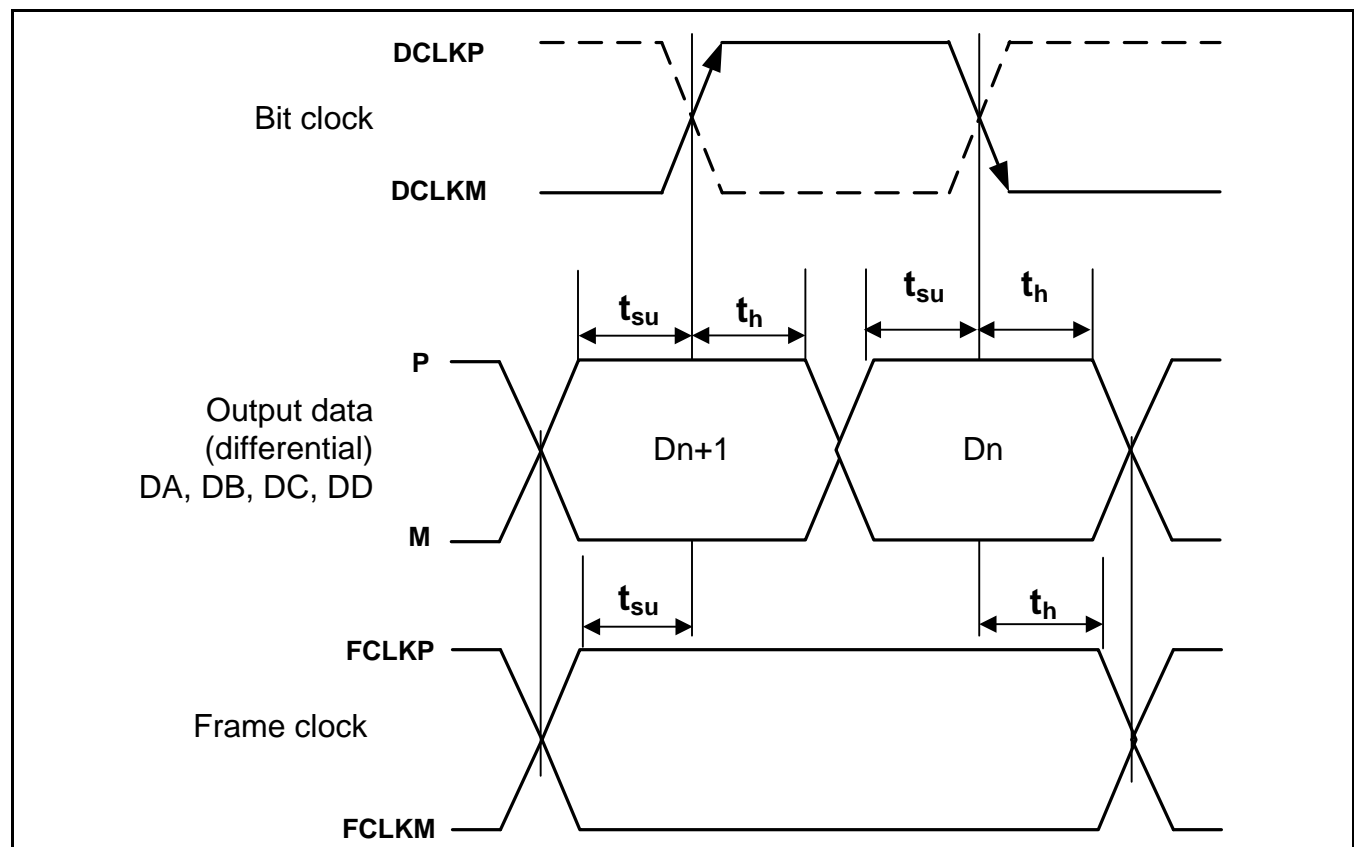 DCLKP
Bit clock
DCLKM
tsu th tsu th
P
Output data
(differential)
DA, DB, DC, DD
Dn+1 Dn
M
tsu th
FCLKP
Frame clock
FCLKM